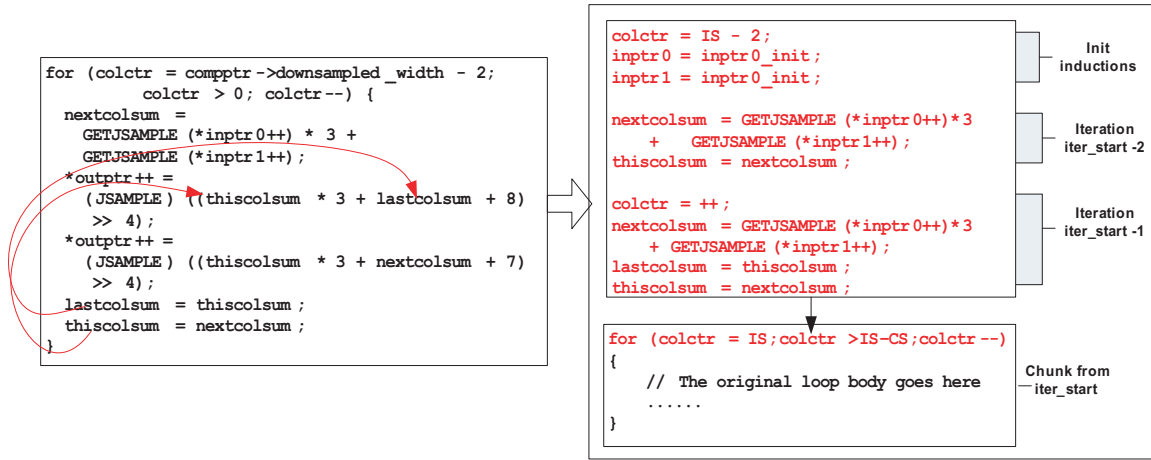 for (colctr = compptr->downsampled_width - 2;
colctr > 0; colctr--) {
nextcolsum =
GETJSAMPLE (*inptr0++) * 3 +
GETJSAMPLE (*inptr1++);
*outptr++ =
(JSAMPLE) ((thiscolsum * 3 + lastcolsum + 8)
>> 4);
*outptr++ =
(JSAMPLE) ((thiscolsum * 3 + nextcolsum + 7)
>> 4);
lastcolsum = thiscolsum;
thiscolsum = nextcolsum;
}
colctr = IS - 2;
inptr0 = inptr0_init;
inptr1 = inptr0_init;
Init
inductions
nextcolsum = GETJSAMPLE (*inptr0++)*3
+ GETJSAMPLE (*inptr1++);
thiscolsum = nextcolsum;
Iteration
iter_start -2
colctr = ++;
nextcolsum = GETJSAMPLE (*inptr0++)*3
+ GETJSAMPLE (*inptr1++);
lastcolsum = thiscolsum;
thiscolsum = nextcolsum;
Iteration
iter_start -1
for (colctr = IS;colctr >IS-CS;colctr--)
{
// The original loop body goes here
......
}
Chunk from
iter_start